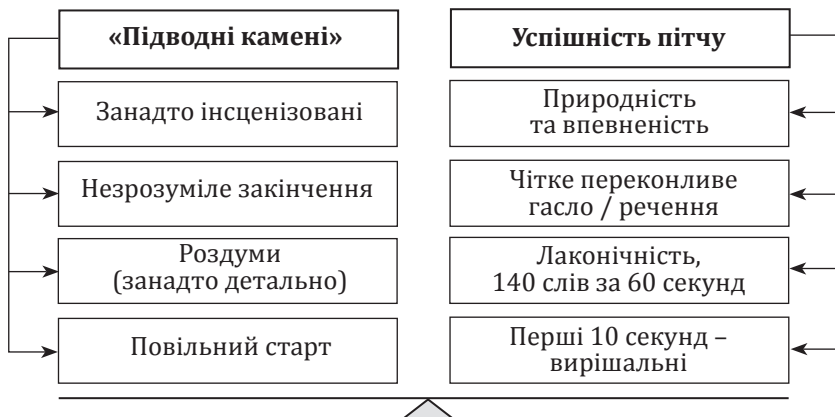 «Підводні камені»
Занадто інсценізовані
Незрозуміле закінчення
Роздуми
(занадто детально)
Повільний старт
Успішність пітчу
Природність
та впевненість
Чітке переконливе
гасло / речення
Лаконічність,
140 слів за 60 секунд
Перші 10 секунд –
вирішальні